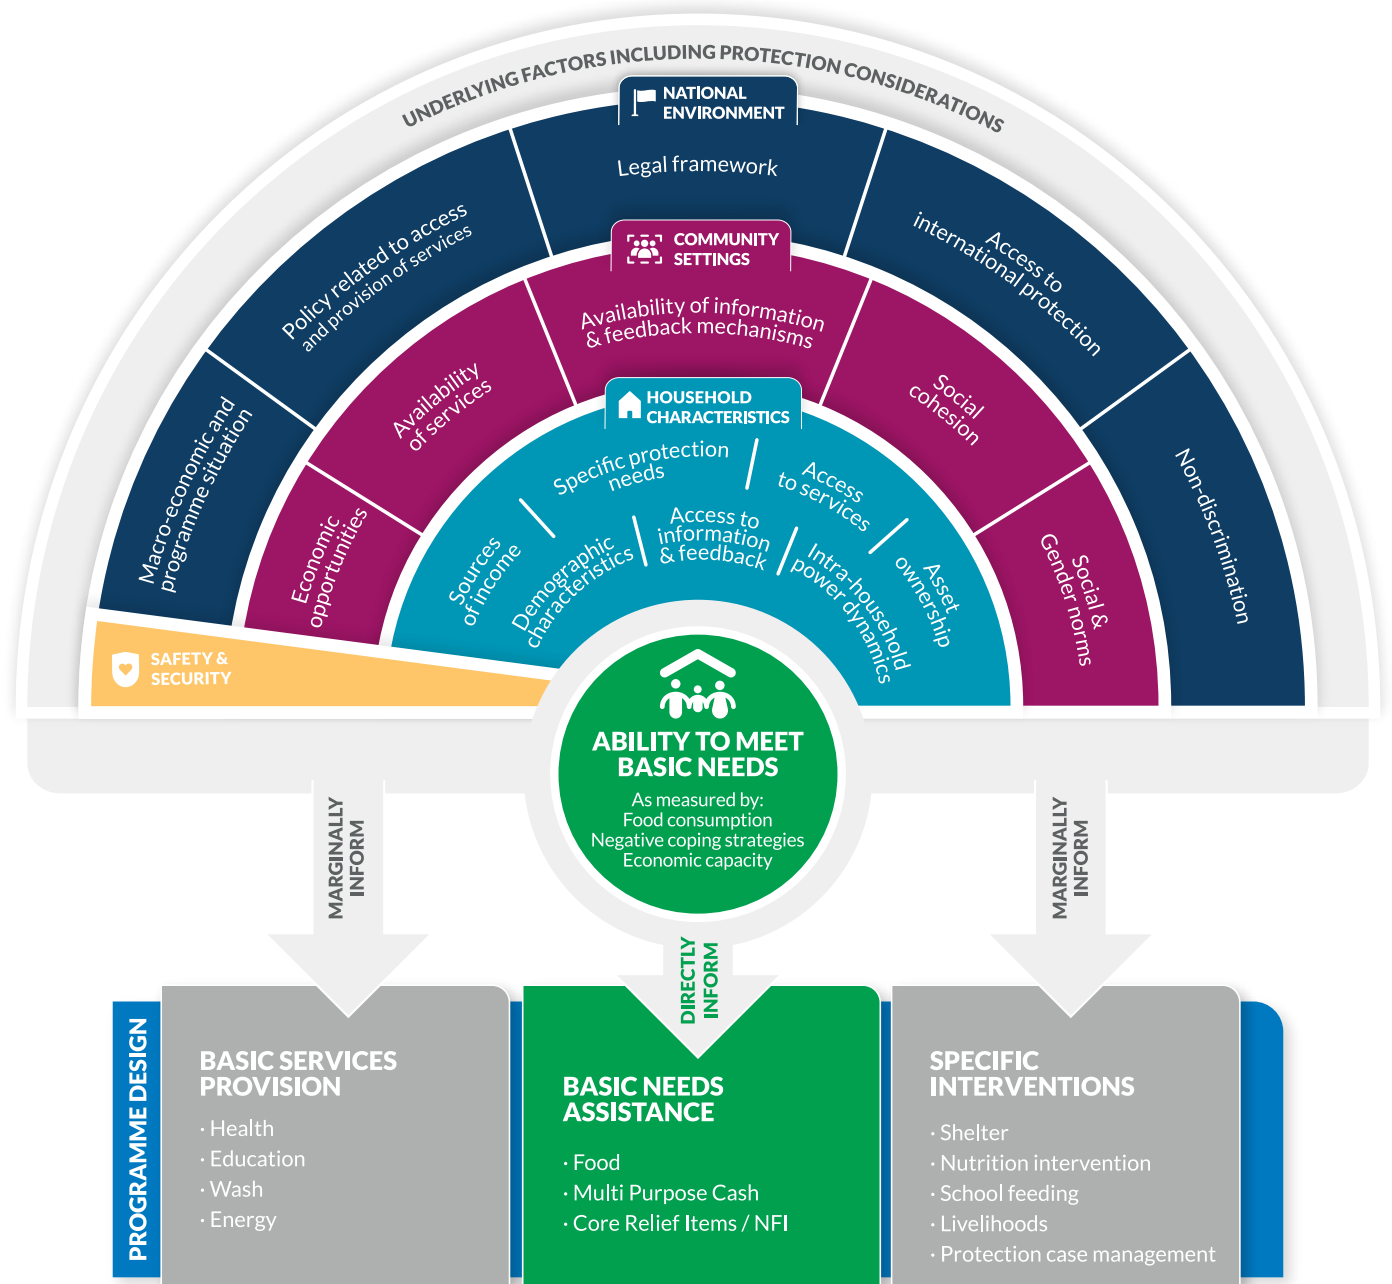 UNDERLYING FACTORS INCLUDING PROTECTION CONSIDERATIONS
NATIONAL
ENVIRONMENT
Macro-economic and
programme situation
Policy related to access
and provision of services
Legal framework
Access to
international protection
Non-discrimination
COMMUNITY
SETTINGS
Economic
opportunities
Availability
of services
Availability of information
& feedback mechanisms
Social
cohesion
Social &
Gender norms
HOUSEHOLD
CHARACTERISTICS
Sources
of income
Specific protection
needs
Access
to services
Asset
ownership
Demographic
characteristics
Access to
information
& feedback
Intra-household
power dynamics
SAFETY &
SECURITY
ABILITY TO MEET
BASIC NEEDS
As measured by:
Food consumption
Negative coping strategies
Economic capacity
MARGINALLY
INFORM
DIRECTLY
INFORM
MARGINALLY
INFORM
PROGRAMME DESIGN
BASIC SERVICES
PROVISION
· Health
· Education
· Wash
· Energy
BASIC NEEDS
ASSISTANCE
· Food
· Multi Purpose Cash
· Core Relief Items / NFI
SPECIFIC
INTERVENTIONS
· Shelter
· Nutrition intervention
· School feeding
· Livelihoods
· Protection case management